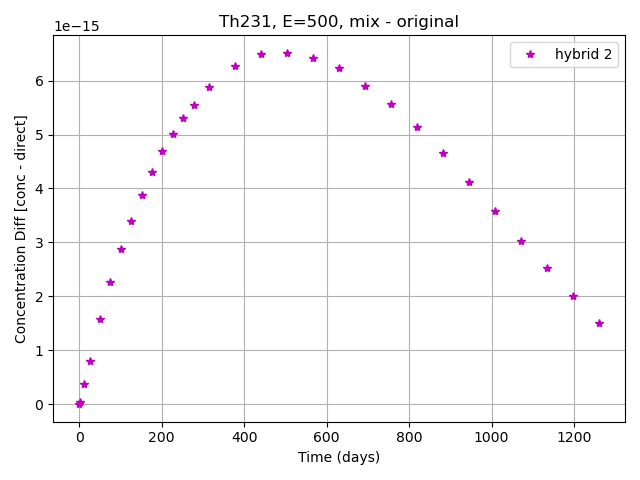 Th231, E=500, mix - original
1e−15
hybrid 2
6
5
4
3
2
1
0
Concentration Diff [conc - direct]
0 200 400 600 800 1000 1200
Time (days)